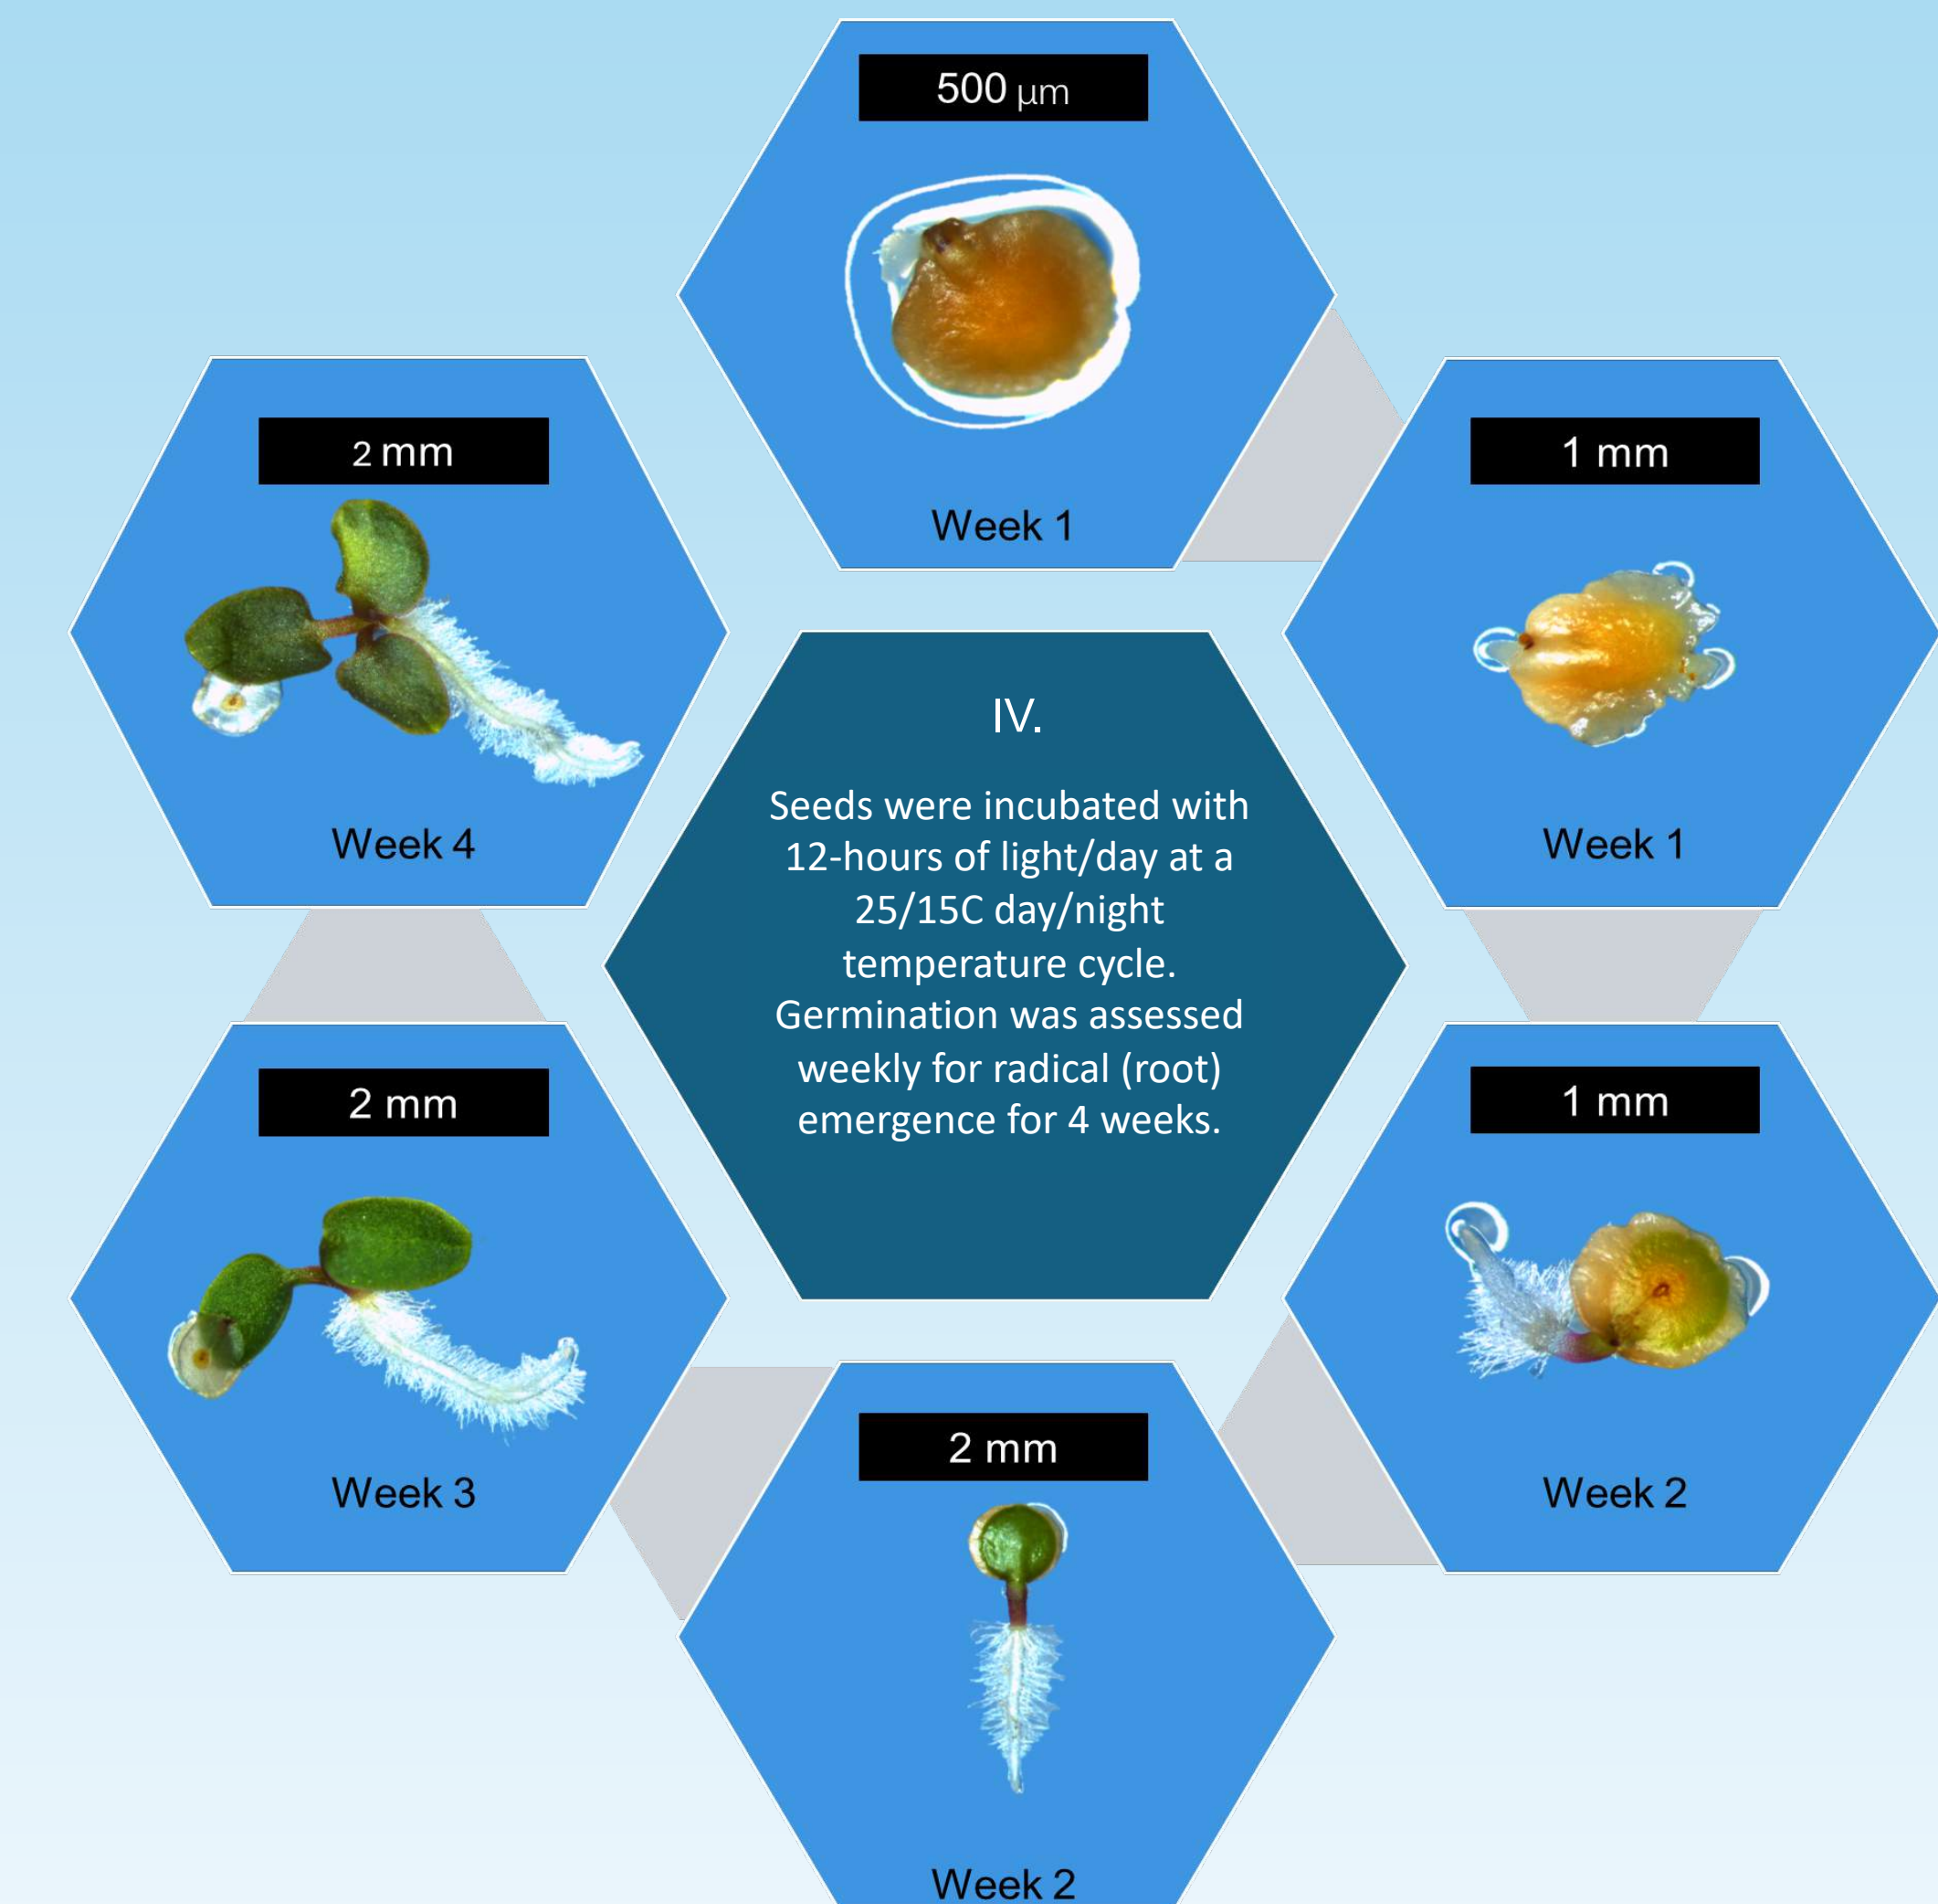 500 μm
Week 1
1 mm
Week 1
1 mm
Week 2
2 mm
Week 2
2 mm
Week 3
2 mm
Week 4
IV.
Seeds were incubated with
12-hours of light/day at a
25/15C day/night
temperature cycle.
Germination was assessed
weekly for radical (root)
emergence for 4 weeks.